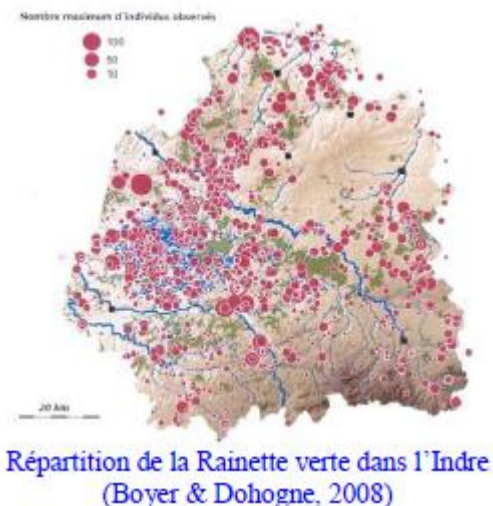 Nombre maximum d'individus observés
100
50
10
20 km
Répartition de la Rainette verte dans l'Indre
(Boyer & Dohogne, 2008)